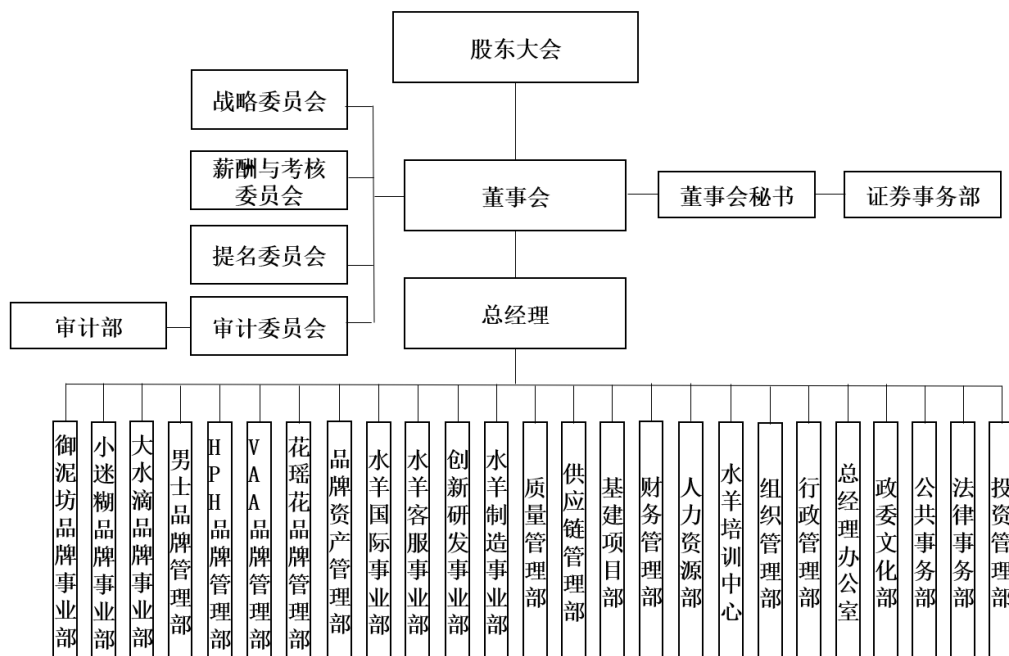 股东大会
战略委员会
薪酬与考核
委员会
董事会
董事会秘书
证券事务部
提名委员会
总经理
审计部
审计委员会
御泥坊品牌事业部
小迷糊品牌事业部
大水滴品牌事业部
男士品牌管理部
HPH品牌管理部
VAA品牌管理部
花瑶花品牌管理部
品牌资产管理部
水羊国际事业部
水羊客服事业部
创新研发事业部
水羊制造事业部
质量管理部
供应链管理部
基建项目部
财务管理部
人力资源部
水羊培训中心
组织管理部
行政管理部
总经理办公室
政委文化部
公共事务部
法律事务部
投资管理部